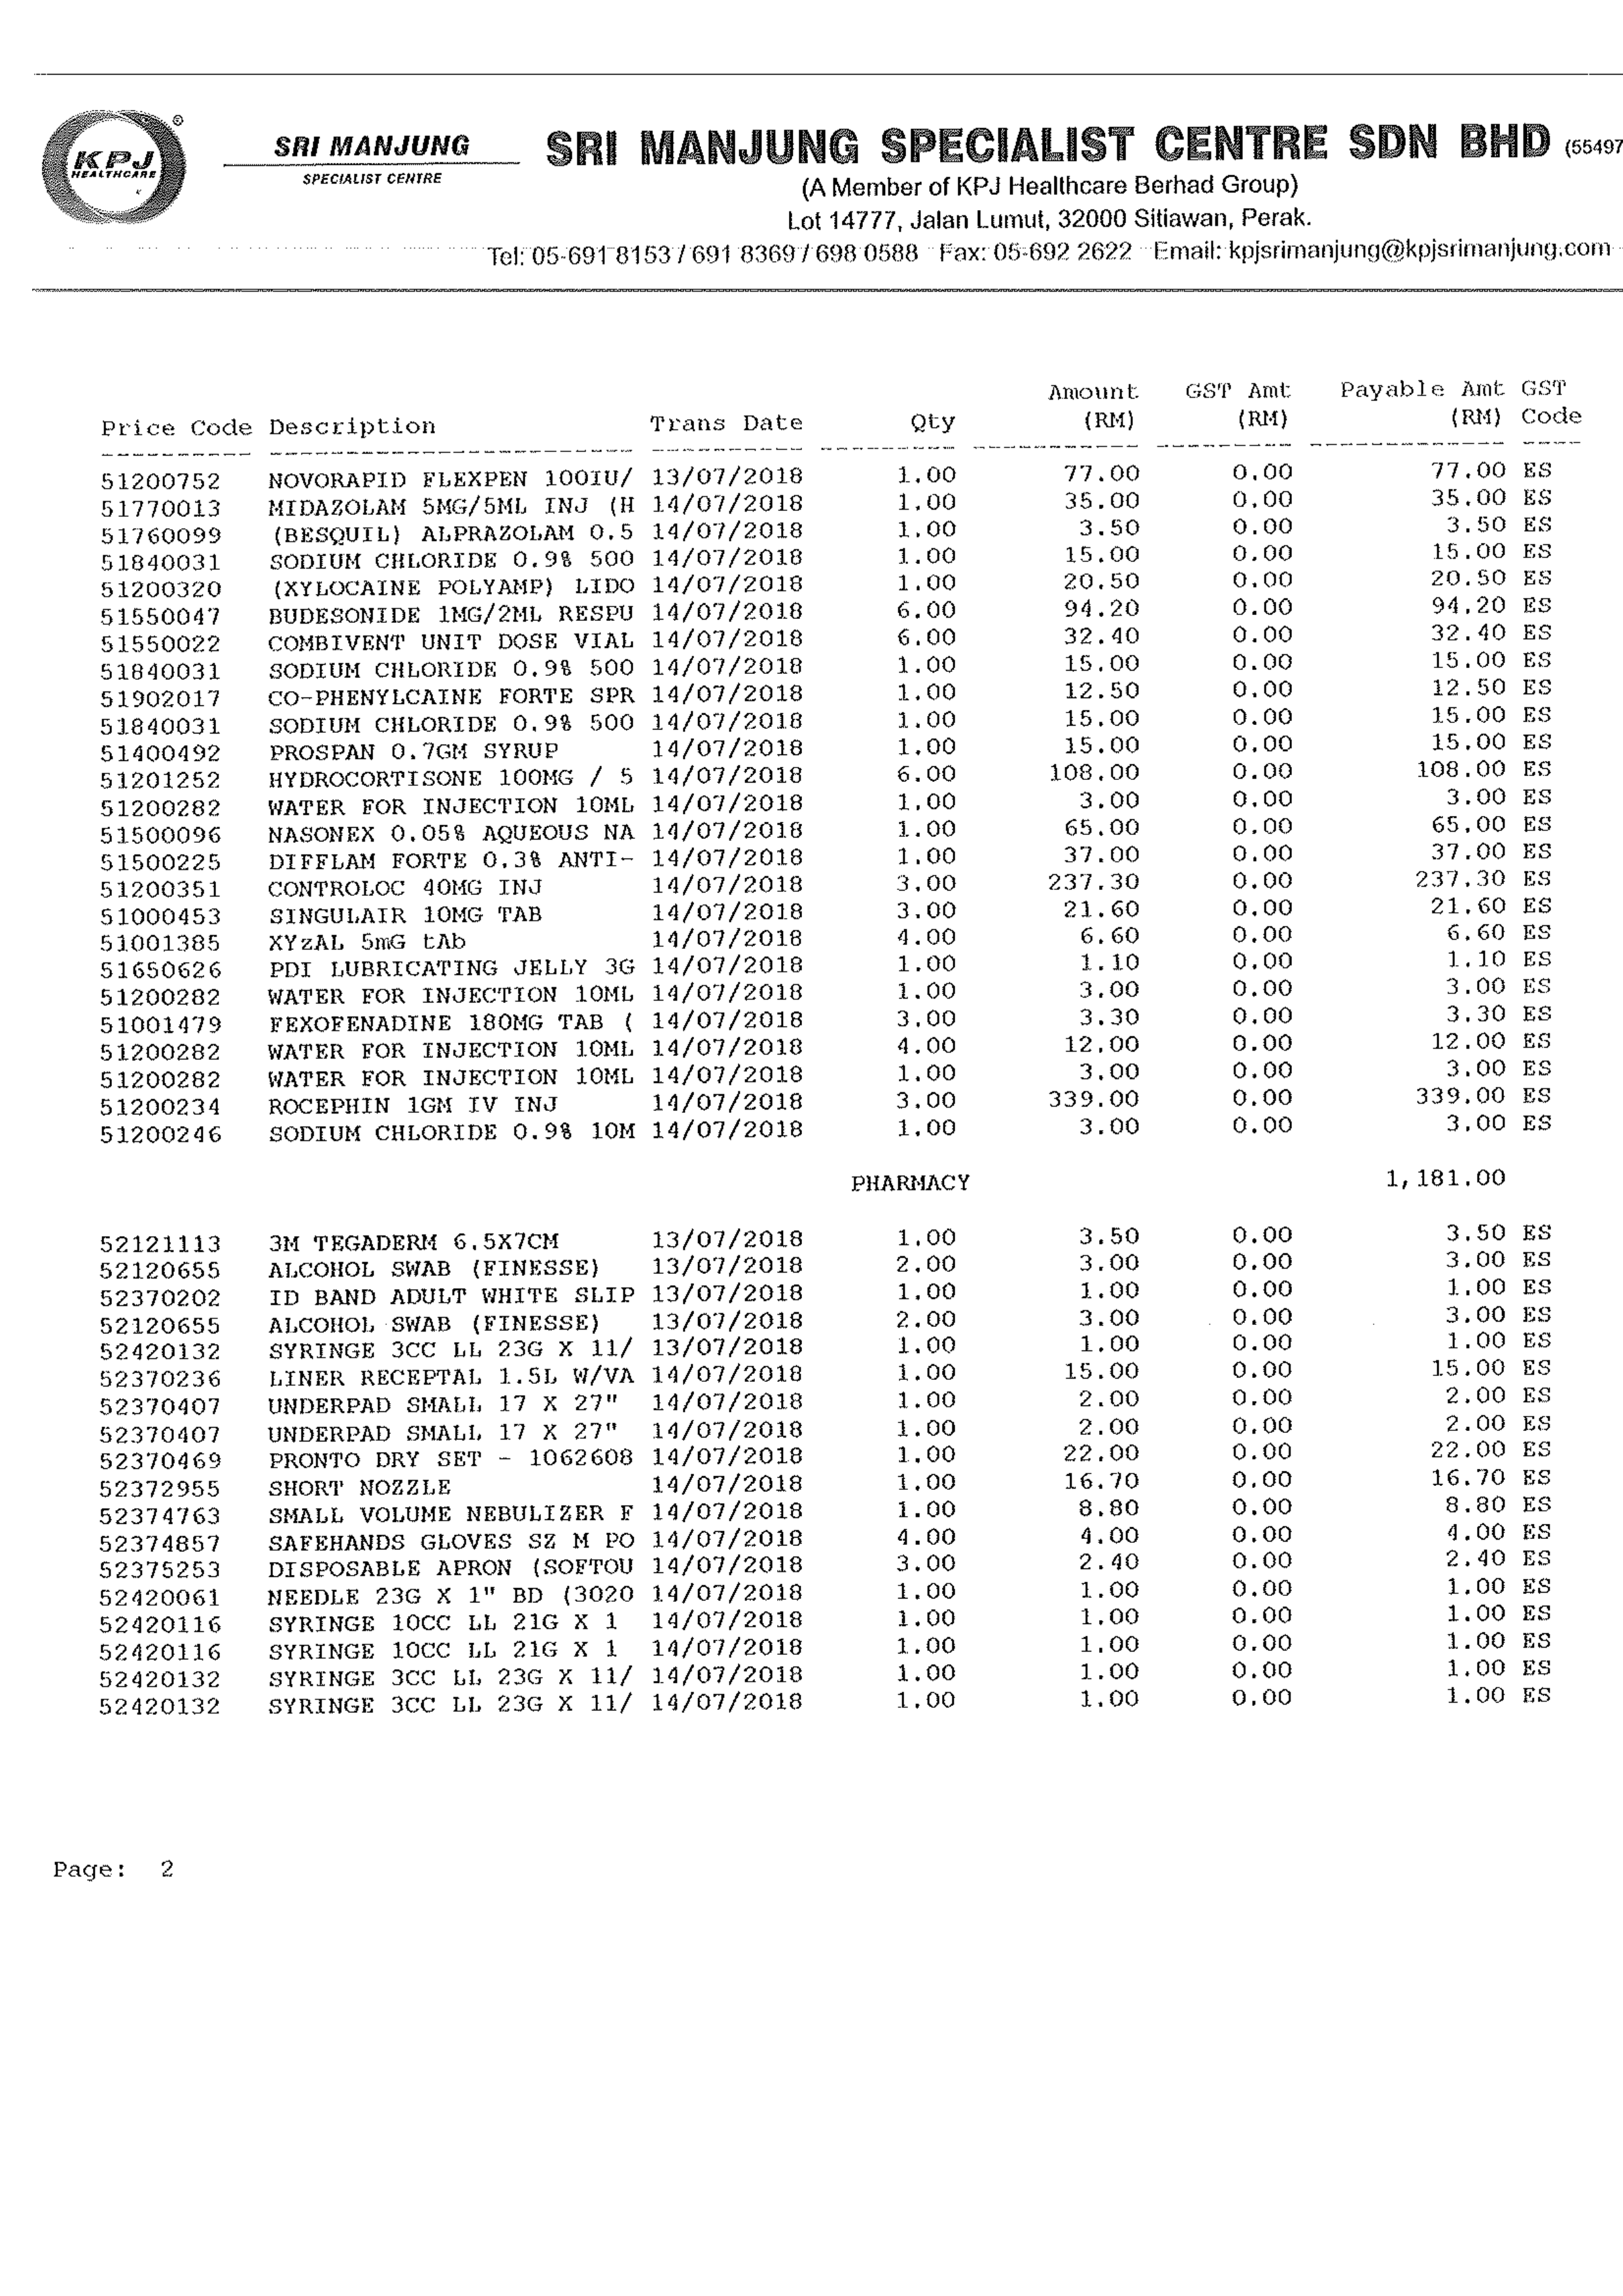 KPJ
HEALTHCARE
SRI MANJUNG
SPECIALIST CENTRE
SRI MANJUNG SPECIALIST CENTRE SDN BHD (55497
(A Member of KPJ Healthcare Berhad Group)
Lot 14777, Jalan Lumut, 32000 Sitiawan, Perak.
Tel: 05-691 8153 / 691 8369 / 698 0588 Fax: 05-692 2622 Email: kpjsrimanjung@kpjsrimanjung.com
Amount GST Amt Payable Amt GST
Price Code Description Trans Date Qty (RM) (RM) (RM) Code
51200752 NOVORAPID FLEXPEN 100IU/ 13/07/2018 1.00 77.00 0.00 77.00 ES
51770013 MIDAZOLAM 5MG/5ML INJ (H 14/07/2018 1.00 35.00 0.00 35.00 ES
51760099 (BESQUIL) ALPRAZOLAM 0.5 14/07/2018 1.00 3.50 0.00 3.50 ES
51840031 SODIUM CHLORIDE 0.9% 500 14/07/2018 1.00 15.00 0.00 15.00 ES
51200320 (XYLOCAINE POLYAMP) LIDO 14/07/2018 1.00 20.50 0.00 20.50 ES
51550047 BUDESONIDE 1MG/2ML RESPU 14/07/2018 6.00 94.20 0.00 94.20 ES
51550022 COMBIVENT UNIT DOSE VIAL 14/07/2018 6.00 32.40 0.00 32.40 ES
51840031 SODIUM CHLORIDE 0.9% 500 14/07/2018 1.00 15.00 0.00 15.00 ES
51902017 CO-PHENYLCAINE FORTE SPR 14/07/2018 1.00 12.50 0.00 12.50 ES
51840031 SODIUM CHLORIDE 0.9% 500 14/07/2018 1.00 15.00 0.00 15.00 ES
51400492 PROSPAN 0.7GM SYRUP 14/07/2018 1.00 15.00 0.00 15.00 ES
51201252 HYDROCORTISONE 100MG / 5 14/07/2018 6.00 108.00 0.00 108.00 ES
51200282 WATER FOR INJECTION 10ML 14/07/2018 1.00 3.00 0.00 3.00 ES
51500096 NASONEX 0.05% AQUEOUS NA 14/07/2018 1.00 65.00 0.00 65.00 ES
51500225 DIFFLAM FORTE 0.3% ANTI- 14/07/2018 1.00 37.00 0.00 37.00 ES
51200351 CONTROLOC 40MG INJ 14/07/2018 3.00 237.30 0.00 237.30 ES
51000453 SINGULAIR 10MG TAB 14/07/2018 3.00 21.60 0.00 21.60 ES
51001385 XYzAL 5mG tAb 14/07/2018 4.00 6.60 0.00 6.60 ES
51650626 PDI LUBRICATING JELLY 3G 14/07/2018 1.00 1.10 0.00 1.10 ES
51200282 WATER FOR INJECTION 10ML 14/07/2018 1.00 3.00 0.00 3.00 ES
51001479 FEXOFENADINE 180MG TAB ( 14/07/2018 3.00 3.30 0.00 3.30 ES
51200282 WATER FOR INJECTION 10ML 14/07/2018 4.00 12.00 0.00 12.00 ES
51200282 WATER FOR INJECTION 10ML 14/07/2018 1.00 3.00 0.00 3.00 ES
51200234 ROCEPHIN 1GM IV INJ 14/07/2018 3.00 339.00 0.00 339.00 ES
51200246 SODIUM CHLORIDE 0.9% 10M 14/07/2018 1.00 3.00 0.00 3.00 ES
PHARMACY 1,181.00
52121113 3M TEGADERM 6.5X7CM 13/07/2018 1.00 3.50 0.00 3.50 ES
52120655 ALCOHOL SWAB (FINESSE) 13/07/2018 2.00 3.00 0.00 3.00 ES
52370202 ID BAND ADULT WHITE SLIP 13/07/2018 1.00 1.00 0.00 1.00 ES
52120655 ALCOHOL SWAB (FINESSE) 13/07/2018 2.00 3.00 0.00 3.00 ES
52420132 SYRINGE 3CC LL 23G X 11/ 13/07/2018 1.00 1.00 0.00 1.00 ES
52370236 LINER RECEPTAL 1.5L W/VA 14/07/2018 1.00 15.00 0.00 15.00 ES
52370407 UNDERPAD SMALL 17 X 27" 14/07/2018 1.00 2.00 0.00 2.00 ES
52370407 UNDERPAD SMALL 17 X 27" 14/07/2018 1.00 2.00 0.00 2.00 ES
52370469 PRONTO DRY SET - 1062608 14/07/2018 1.00 22.00 0.00 22.00 ES
52372955 SHORT NOZZLE 14/07/2018 1.00 16.70 0.00 16.70 ES
52374763 SMALL VOLUME NEBULIZER F 14/07/2018 1.00 8.80 0.00 8.80 ES
52374857 SAFEHANDS GLOVES SZ M PO 14/07/2018 4.00 4.00 0.00 4.00 ES
52375253 DISPOSABLE APRON (SOFTOU 14/07/2018 3.00 2.40 0.00 2.40 ES
52420061 NEEDLE 23G X 1" BD (3020 14/07/2018 1.00 1.00 0.00 1.00 ES
52420116 SYRINGE 10CC LL 21G X 1 14/07/2018 1.00 1.00 0.00 1.00 ES
52420116 SYRINGE 10CC LL 21G X 1 14/07/2018 1.00 1.00 0.00 1.00 ES
52420132 SYRINGE 3CC LL 23G X 11/ 14/07/2018 1.00 1.00 0.00 1.00 ES
52420132 SYRINGE 3CC LL 23G X 11/ 14/07/2018 1.00 1.00 0.00 1.00 ES
Page: 2